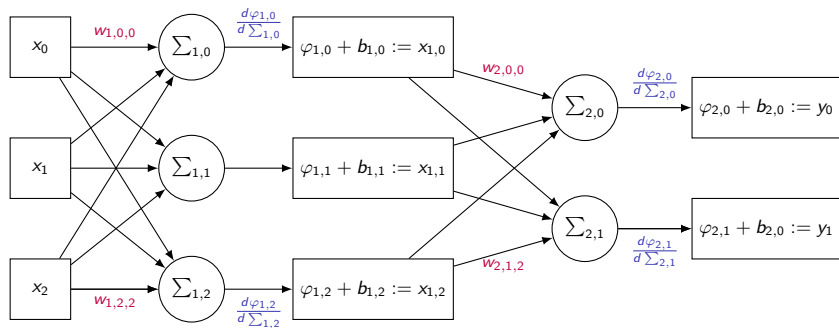 x_0 w_{1,0,0} ∑_{1,0} dφ_{1,0}/d∑_{1,0} φ_{1,0} + b_{1,0} := x_{1,0}
w_{2,0,0} ∑_{2,0} dφ_{2,0}/d∑_{2,0} φ_{2,0} + b_{2,0} := y_0
x_1 ∑_{1,1} φ_{1,1} + b_{1,1} := x_{1,1}
∑_{2,1} dφ_{2,1}/d∑_{2,1} φ_{2,1} + b_{2,0} := y_1
w_{2,1,2}
x_2 w_{1,2,2} ∑_{1,2} dφ_{1,2}/d∑_{1,2} φ_{1,2} + b_{1,2} := x_{1,2}